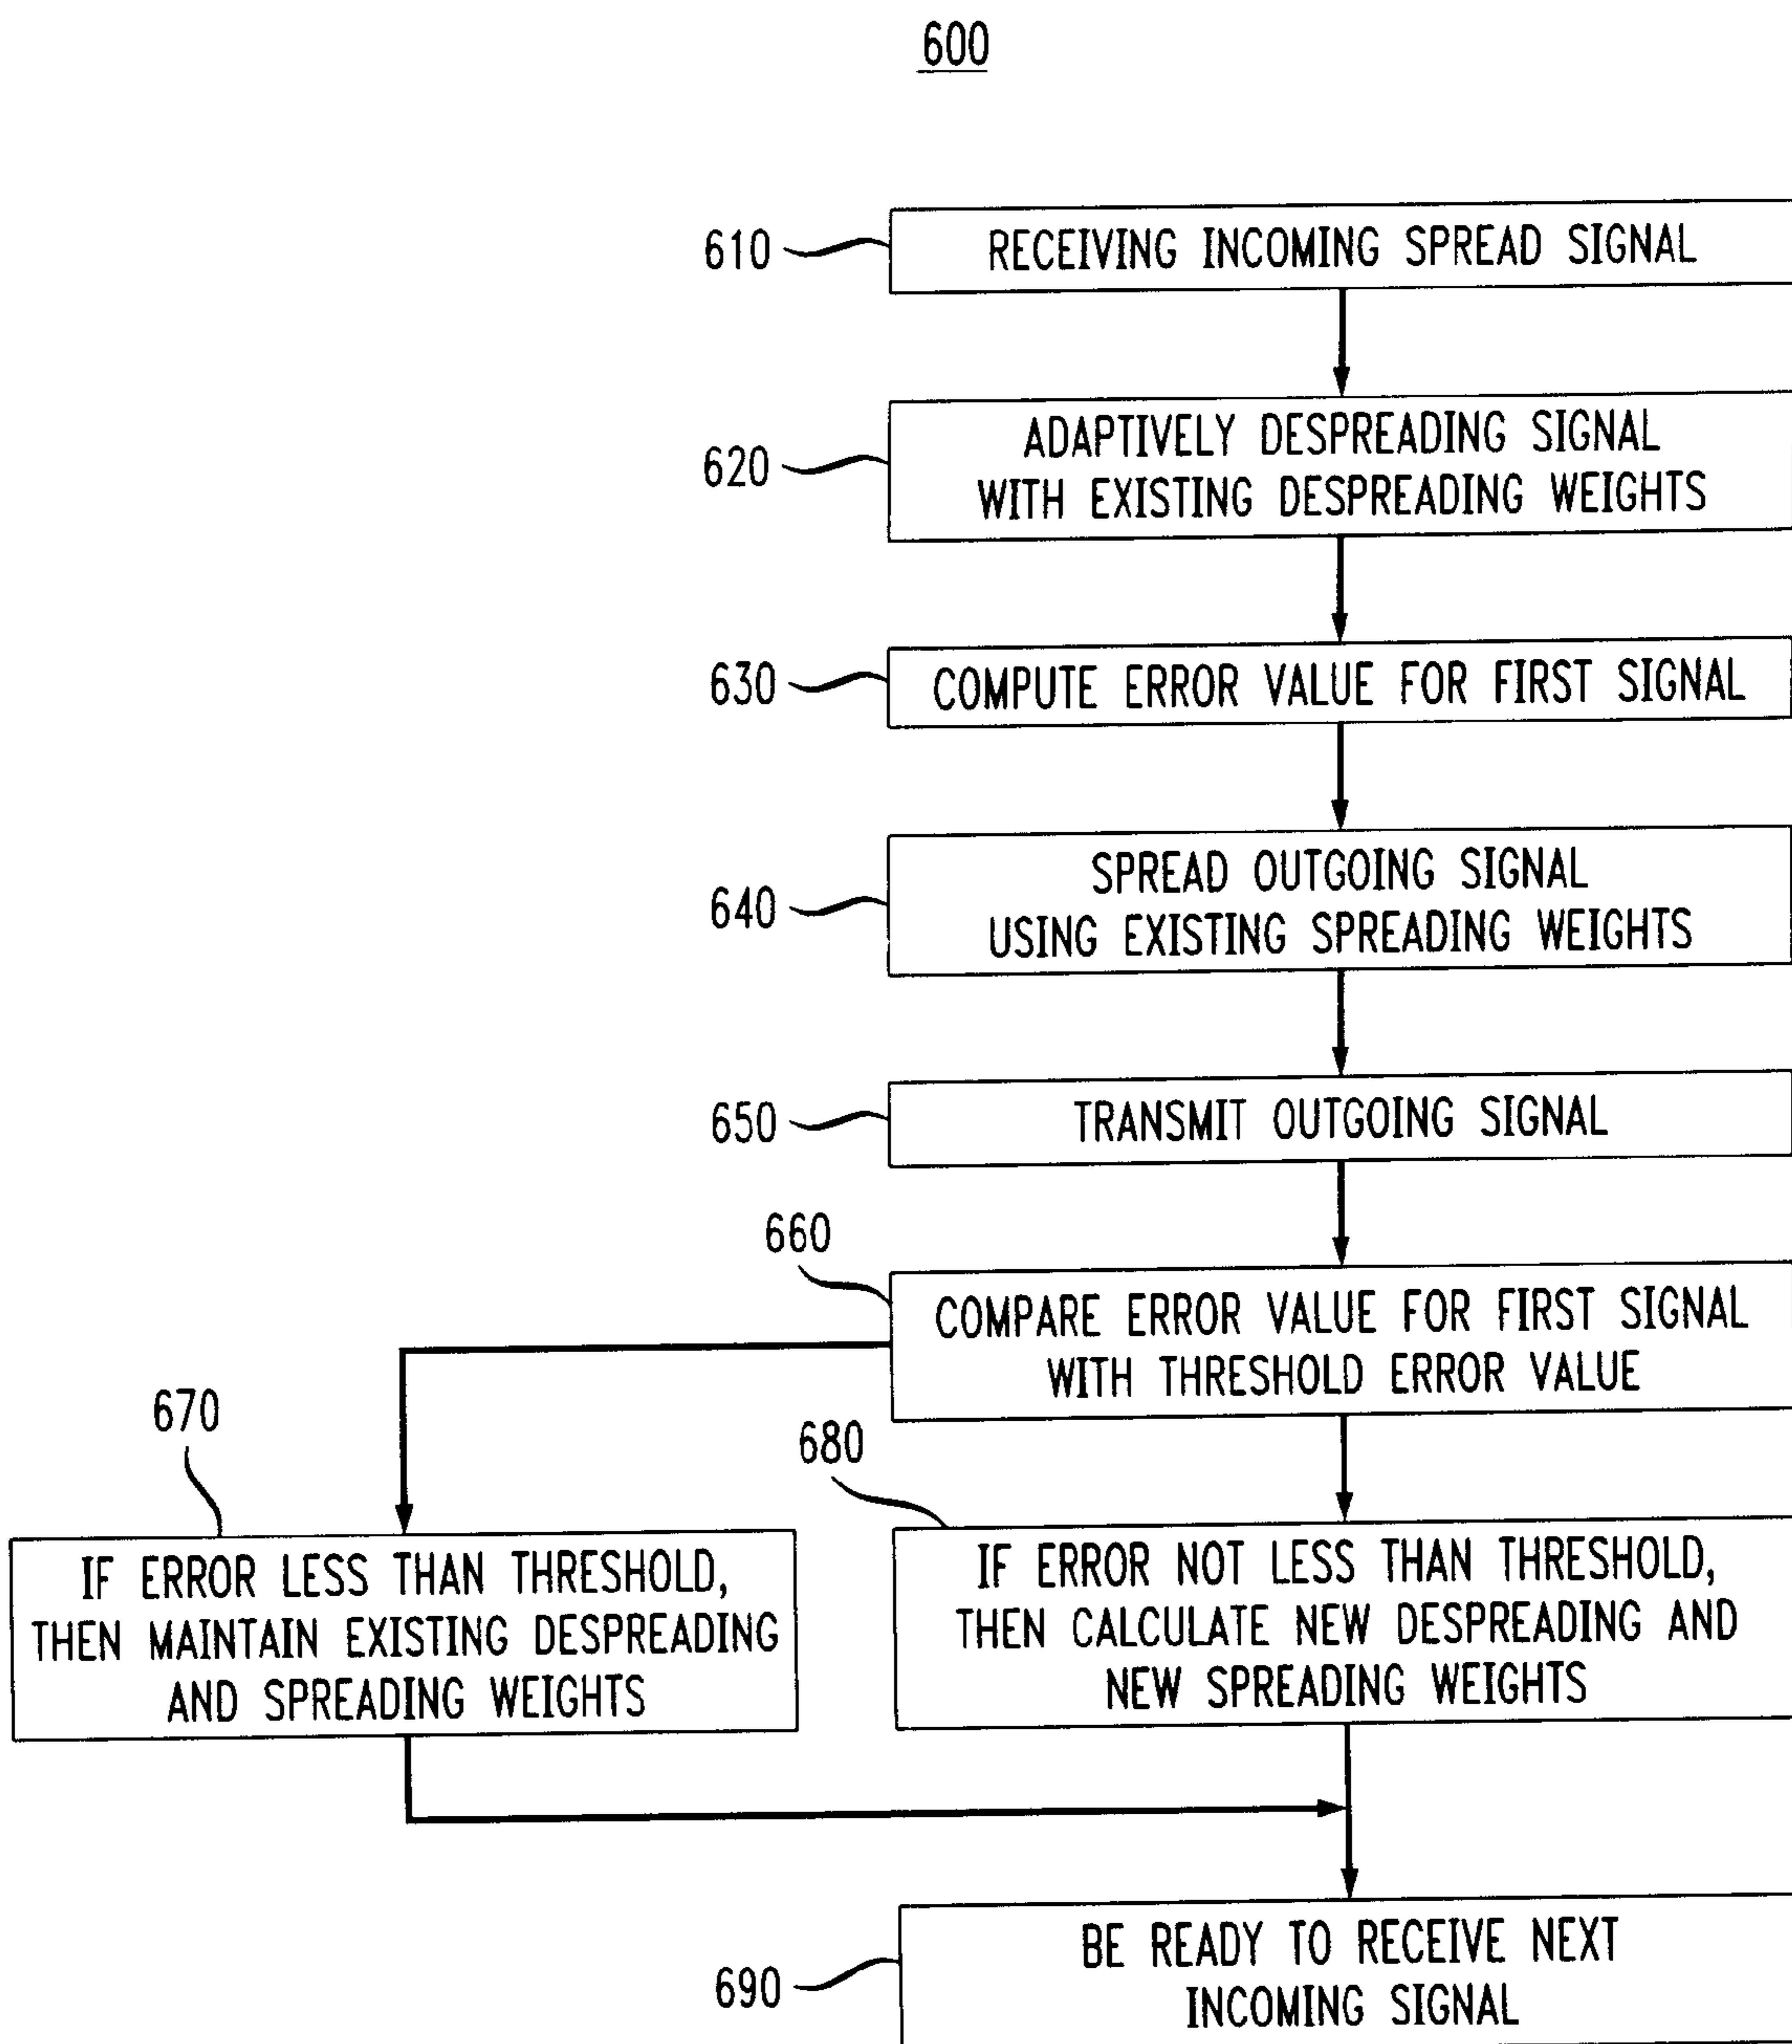 600
610
RECEIVING INCOMING SPREAD SIGNAL
620
ADAPTIVELY DESPREADING SIGNAL
WITH EXISTING DESPREADING WEIGHTS
630
COMPUTE ERROR VALUE FOR FIRST SIGNAL
640
SPREAD OUTGOING SIGNAL
USING EXISTING SPREADING WEIGHTS
650
TRANSMIT OUTGOING SIGNAL
660
COMPARE ERROR VALUE FOR FIRST SIGNAL
WITH THRESHOLD ERROR VALUE
670
IF ERROR LESS THAN THRESHOLD,
THEN MAINTAIN EXISTING DESPREADING
AND SPREADING WEIGHTS
680
IF ERROR NOT LESS THAN THRESHOLD,
THEN CALCULATE NEW DESPREADING AND
NEW SPREADING WEIGHTS
690
BE READY TO RECEIVE NEXT
INCOMING SIGNAL